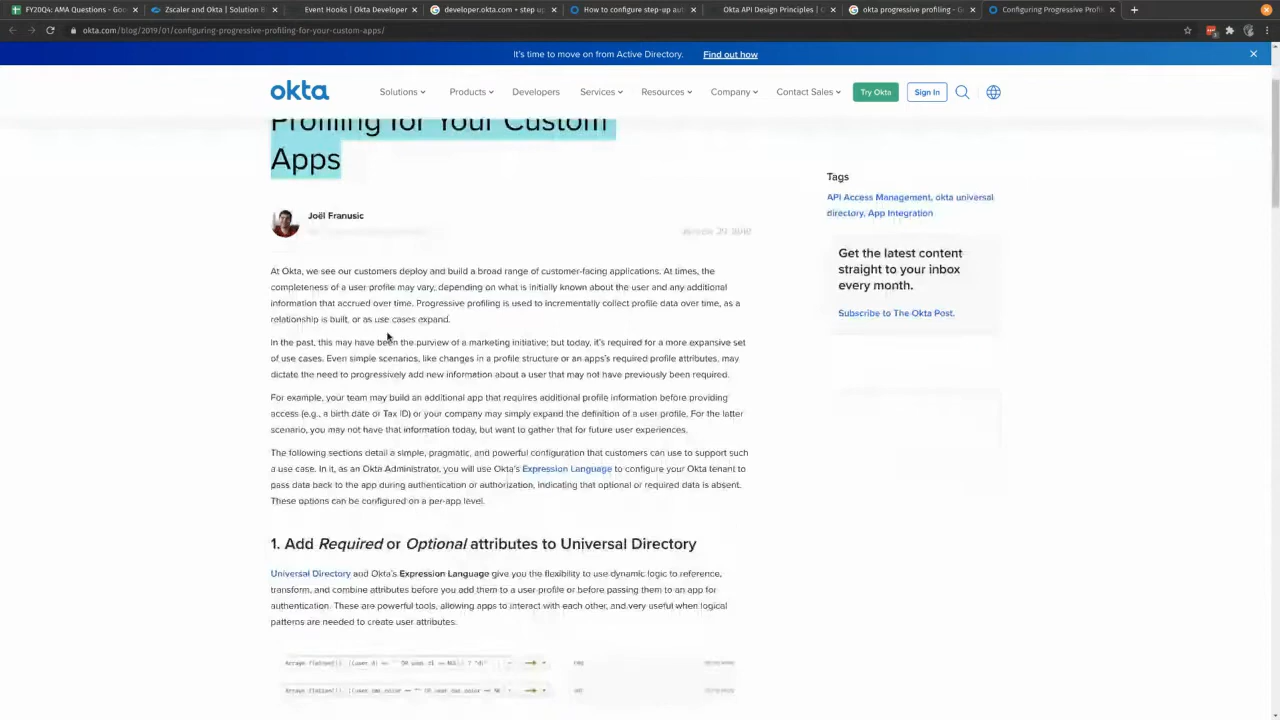 FY20Q4: AMA Questions - Goo
Zscaler and Okta | Solution B
Event Hooks | Okta Developer
developer.okta.com + step u
How to configure step-up aut
Okta API Design Principles | O
okta progressive profiling - G
Configuring Progressive Profil
okta.com/blog/2019/01/configuring-progressive-profiling-for-your-custom-apps/
It's time to move on from Active Directory. Find out how
okta
Solutions
Products
Developers
Services
Resources
Company
Contact Sales
Try Okta
Sign In
Profiling for Your Custom
Apps
Joël Franusic
At Okta, we see our customers deploy and build a broad range of customer-facing applications. At times, the
completeness of a user profile may vary, depending on what is initially known about the user and any additional
information that accrued over time. Progressive profiling is used to incrementally collect profile data over time, as a
relationship is built, or as use cases expand.
In the past, this may have been the purview of a marketing initiative; but today, it's required for a more expansive set
of use cases. Even simple scenarios, like changes in a profile structure or an apps's required profile attributes, may
dictate the need to progressively add new information about a user that may not have previously been required.
For example, your team may build an additional app that requires additional profile information before providing
access (e.g., a birth date or Tax ID) or your company may simply expand the definition of a user profile. For the latter
scenario, you may not have that information today, but want to gather that for future user experiences.
The following sections detail a simple, pragmatic, and powerful configuration that customers can use to support such
a use case. In it, as an Okta Administrator, you will use Okta's Expression Language to configure your Okta tenant to
pass data back to the app during authentication or authorization, indicating that optional or required data is absent.
These options can be configured on a per-app level.
1. Add Required or Optional attributes to Universal Directory
Universal Directory and Okta's Expression Language give you the flexibility to use dynamic logic to reference,
transform, and combine attributes before you add them to a user profile or before passing them to an app for
authentication. These are powerful tools, allowing apps to interact with each other, and very useful when logical
patterns are needed to create user attributes.
Tags
API Access Management, okta universal
directory, App Integration
Get the latest content
straight to your inbox
every month.
Subscribe to The Okta Post.